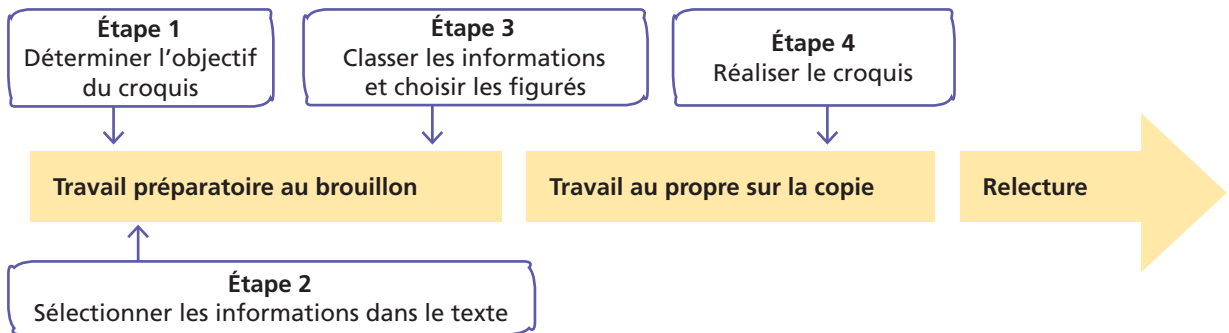 Étape 1
Déterminer l'objectif
du croquis
Étape 3
Classer les informations
et choisir les figurés
Étape 4
Réaliser le croquis
Travail préparatoire au brouillon
Travail au propre sur la copie
Relecture
Étape 2
Sélectionner les informations dans le texte